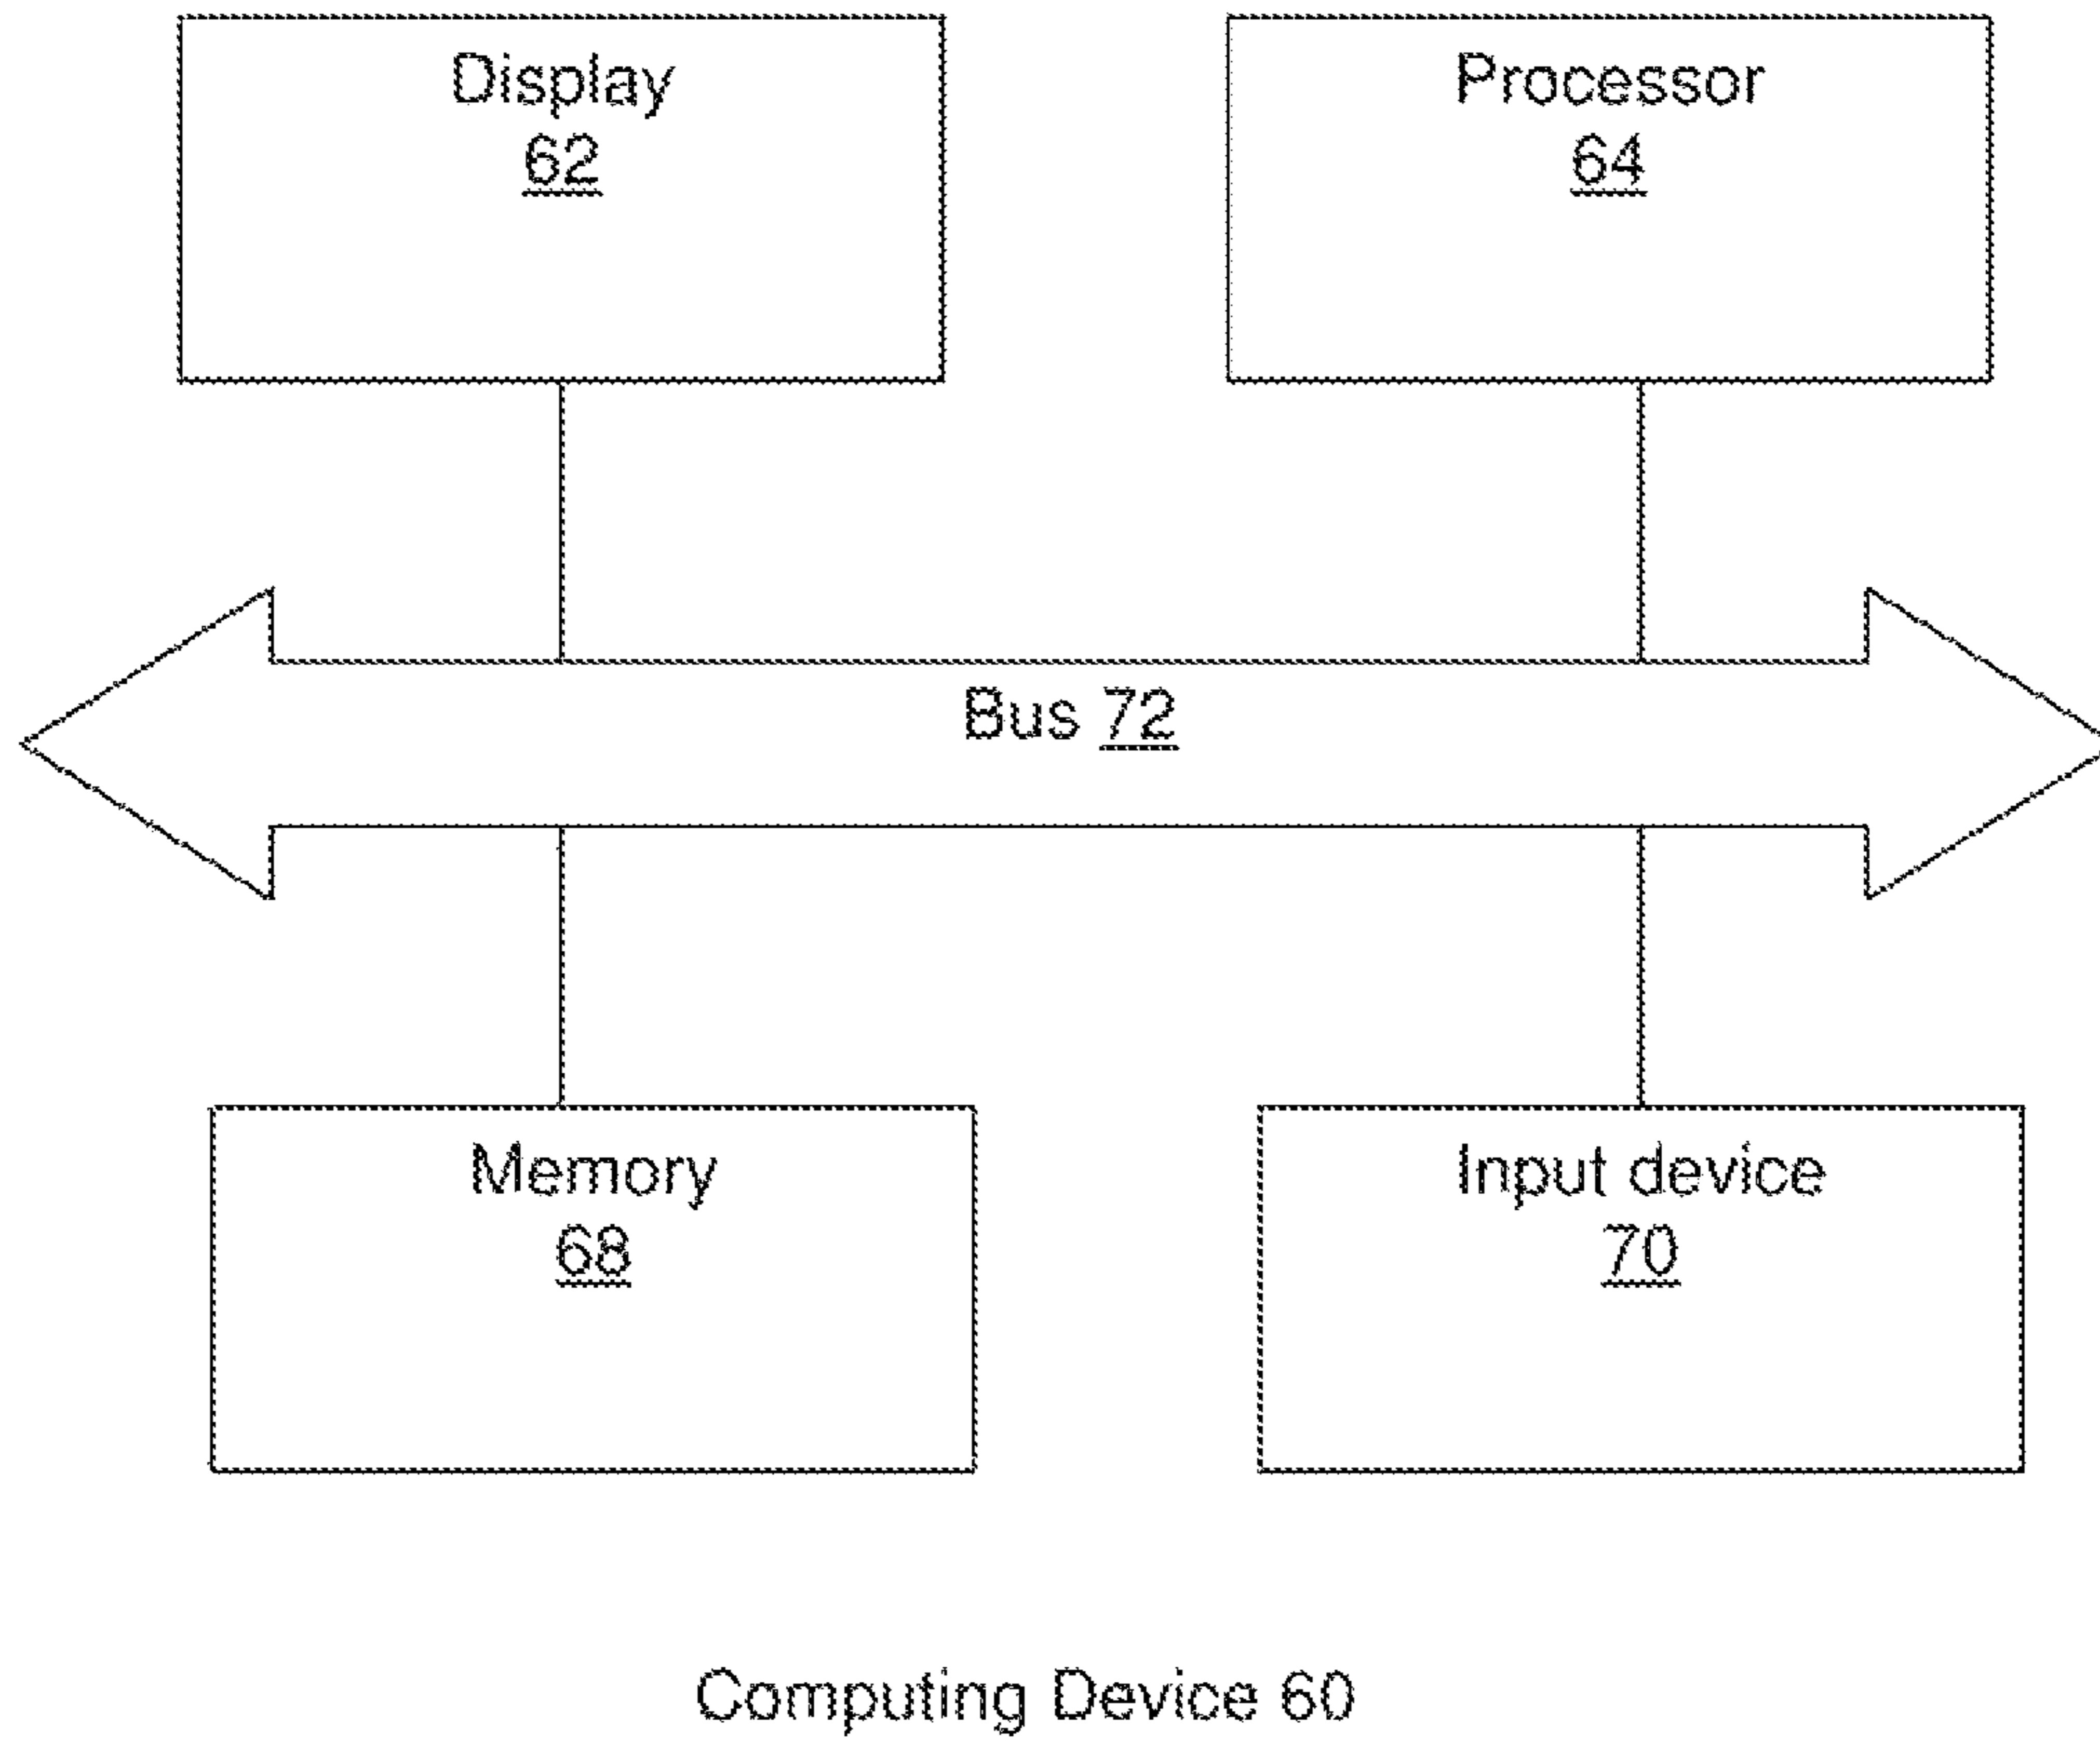 Display
62
Processor
64
Bus 72
Memory
68
Input device
70
Computing Device 60